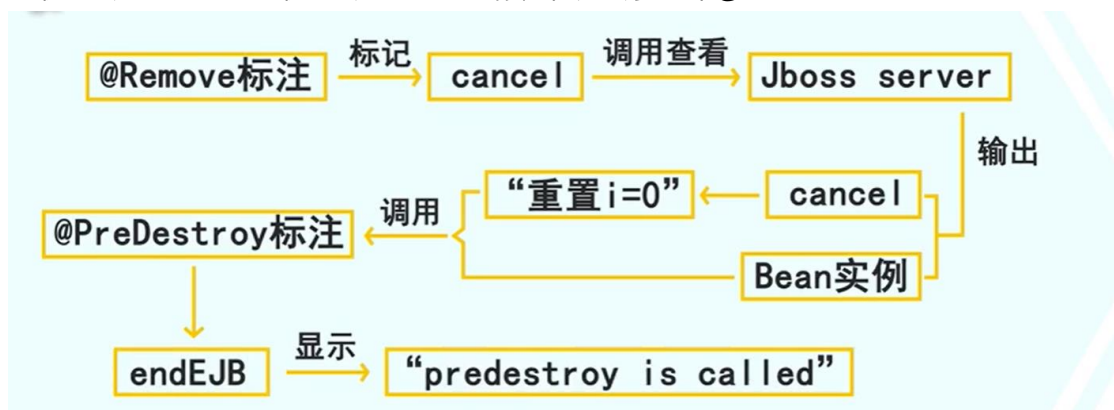 @Remove标注
标记
cancel
调用查看
Jboss server
输出
“重置i=0”
cancel
调用
@PreDestroy标注
Bean实例
endEJB
显示
“predestroy is called”